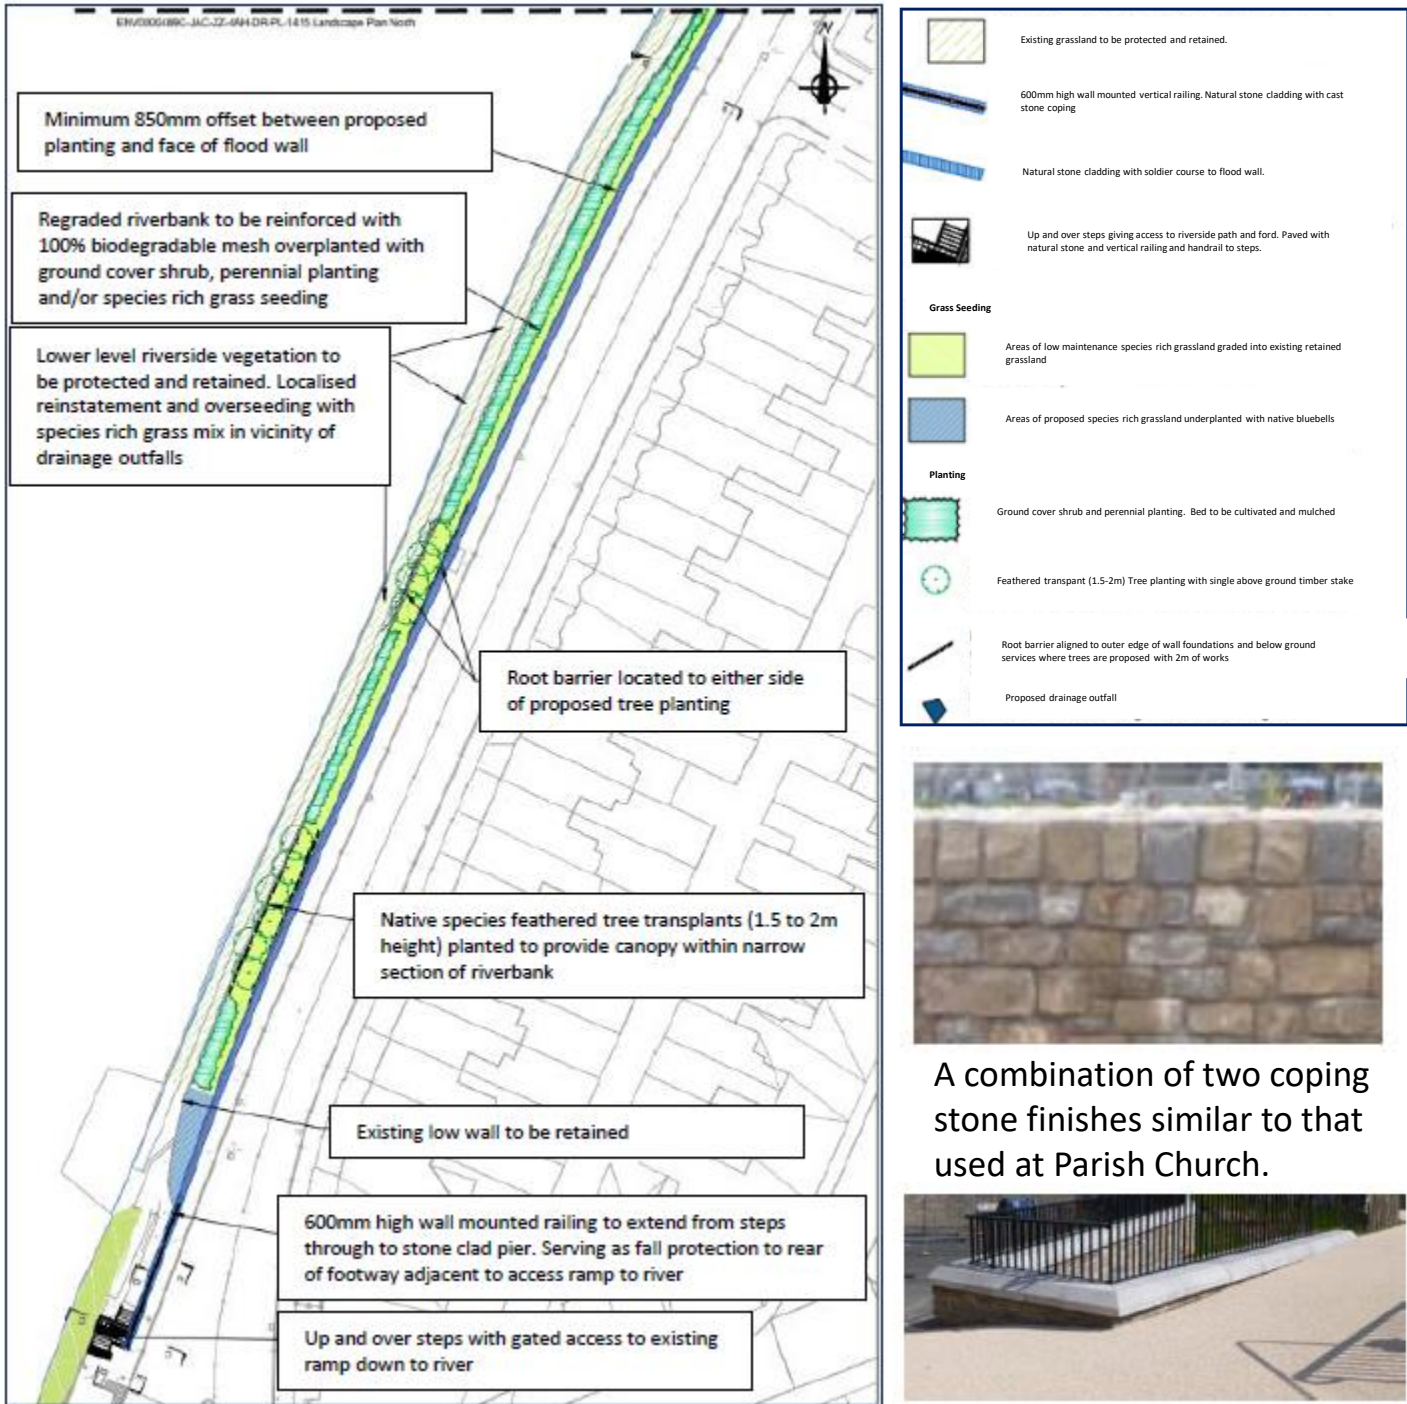 ENV0000489C-JAC-ZZ-4AH-DR-PL-1415 Landscape Plan North
N
Minimum 850mm offset between proposed
planting and face of flood wall
Regraded riverbank to be reinforced with
100% biodegradable mesh overplanted with
ground cover shrub, perennial planting
and/or species rich grass seeding
Lower level riverside vegetation to
be protected and retained. Localised
reinstatement and overseeding with
species rich grass mix in vicinity of
drainage outfalls
Root barrier located to either side
of proposed tree planting
Native species feathered tree transplants (1.5 to 2m
height) planted to provide canopy within narrow
section of riverbank
Existing low wall to be retained
600mm high wall mounted railing to extend from steps
through to stone clad pier. Serving as fall protection to rear
of footway adjacent to access ramp to river
Up and over steps with gated access to existing
ramp down to river
Existing grassland to be protected and retained.
600mm high wall mounted vertical railing. Natural stone cladding with cast
stone coping
Natural stone cladding with soldier course to flood wall.
Up and over steps giving access to riverside path and ford. Paved with
natural stone and vertical railing and handrail to steps.
Grass Seeding
Areas of low maintenance species rich grassland graded into existing retained
grassland
Areas of proposed species rich grassland underplanted with native bluebells
Planting
Ground cover shrub and perennial planting. Bed to be cultivated and mulched
Feathered transpant (1.5-2m) Tree planting with single above ground timber stake
Root barrier aligned to outer edge of wall foundations and below ground
services where trees are proposed with 2m of works
Proposed drainage outfall
A combination of two coping
stone finishes similar to that
used at Parish Church.